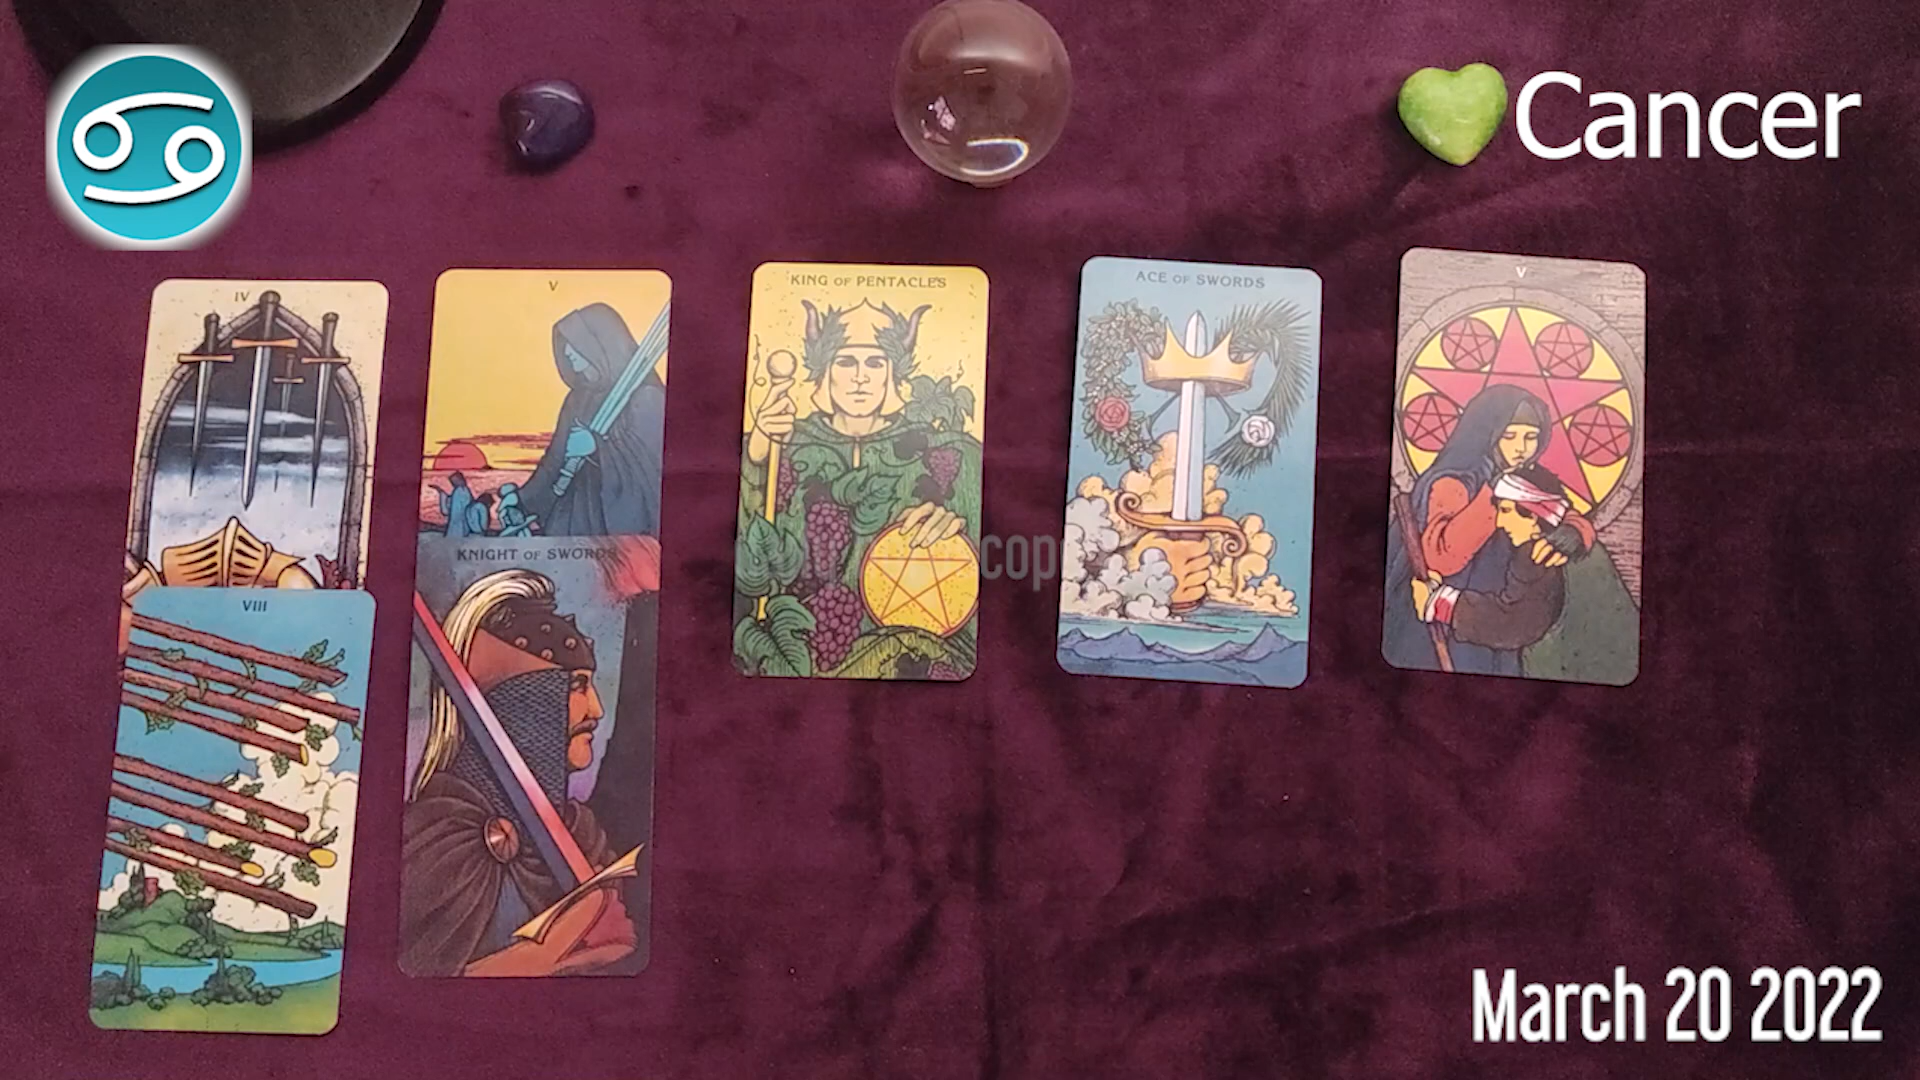 Cancer
IV
V
KING OF PENTACLES
ACE OF SWORDS
V
KNIGHT OF SWORDS
VIII
March 20 2022